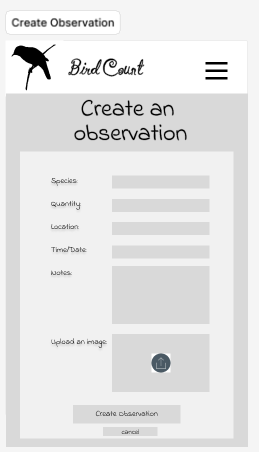 Create Observation
Bird Count
Create an
observation
Species:
Quantity:
Location:
Time/Date:
Notes:
Upload an image:
Create Observation
cancel